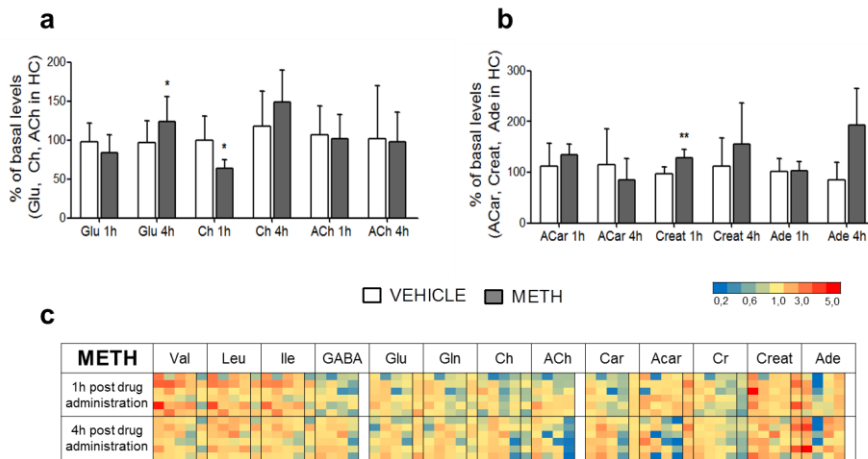 a
% of basal levels
(Glu, Ch, ACh in HC)
200
150
100
50
0
*
*
Glu 1h Glu 4h Ch 1h Ch 4h ACh 1h ACh 4h
b
% of basal levels
(ACar, Creat, Ade in HC)
300
200
100
0
**
ACar 1h ACar 4h Creat 1h Creat 4h Ade 1h Ade 4h
VEHICLE METH
0,2 0,6 1,0 3,0 5,0
c
METH Val Leu Ile GABA Glu Gln Ch ACh Car Acar Cr Creat Ade
1h post drug
administration
4h post drug
administration